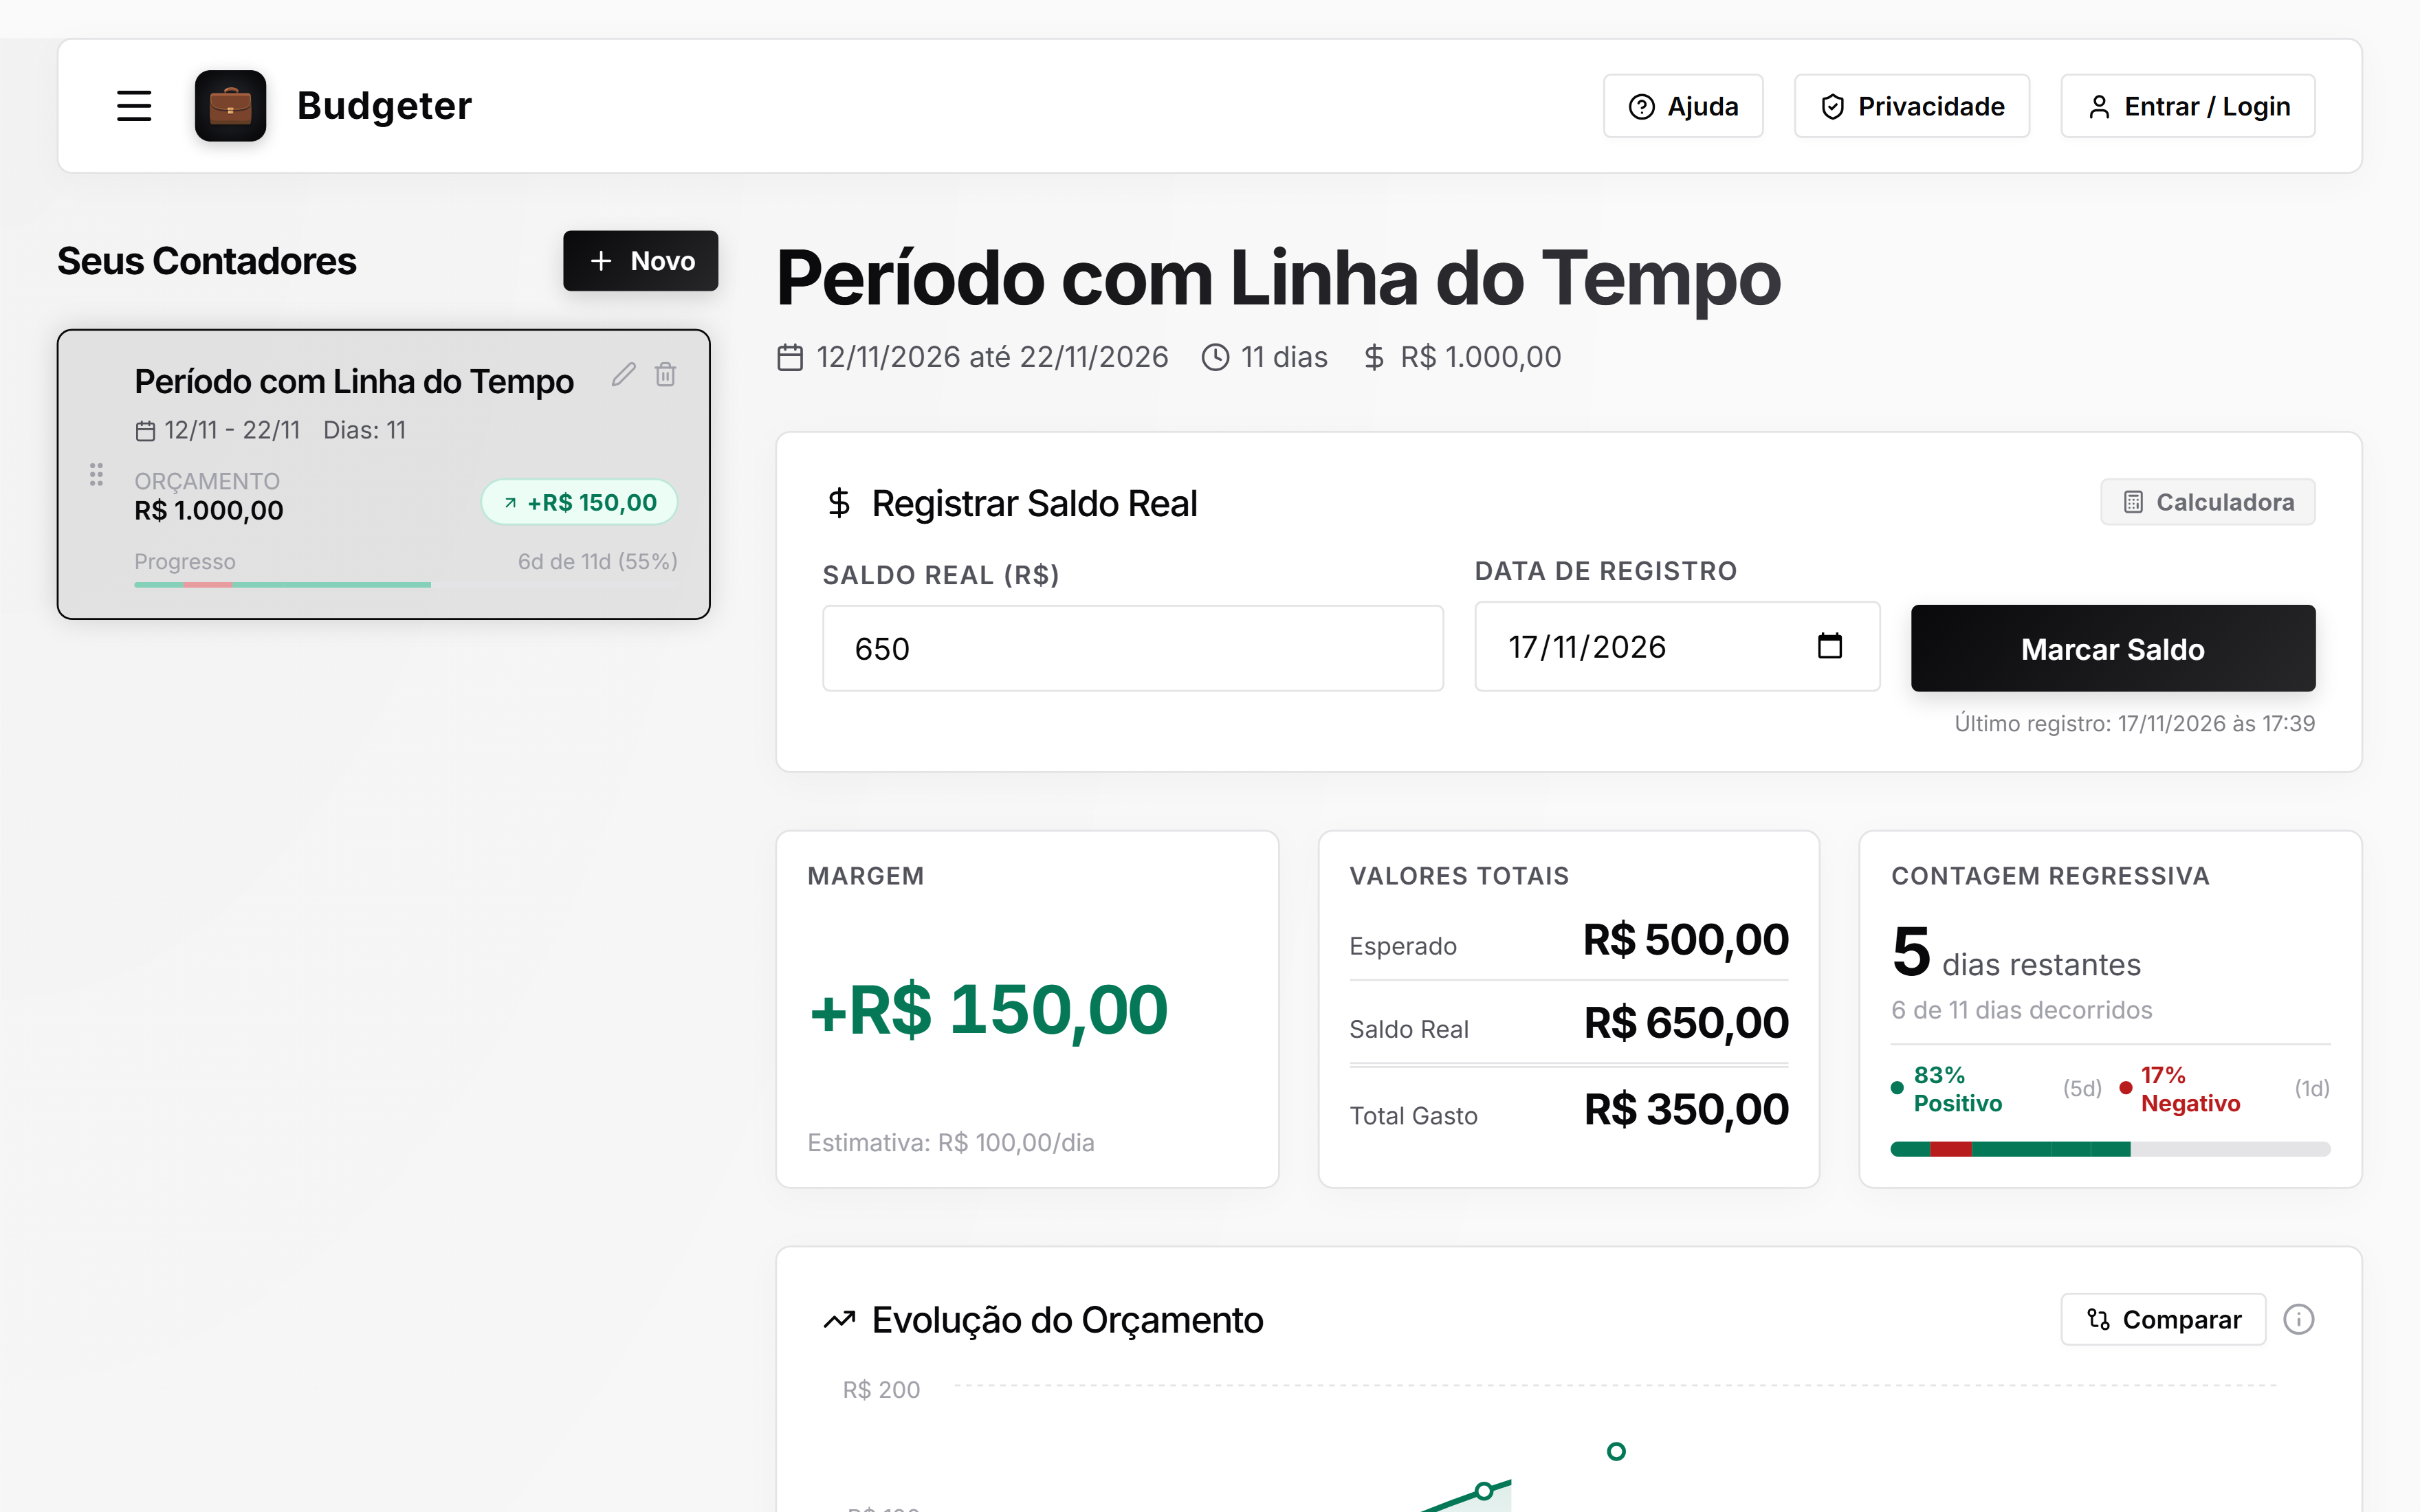 Budgeter
Ajuda
Privacidade
Entrar / Login
Seus Contadores
Novo
Período com Linha do Tempo
12/11 - 22/11 Dias: 11
ORÇAMENTO
R$ 1.000,00
+R$ 150,00
Progresso
6d de 11d (55%)
Período com Linha do Tempo
12/11/2026 até 22/11/2026 11 dias R$ 1.000,00
Registrar Saldo Real
Calculadora
SALDO REAL (R$)
650
DATA DE REGISTRO
17/11/2026
Marcar Saldo
Último registro: 17/11/2026 às 17:39
MARGEM
+R$ 150,00
Estimativa: R$ 100,00/dia
VALORES TOTAIS
Esperado R$ 500,00
Saldo Real R$ 650,00
Total Gasto R$ 350,00
CONTAGEM REGRESSIVA
5 dias restantes
6 de 11 dias decorridos
83% Positivo (5d)
17% Negativo (1d)
Evolução do Orçamento
Comparar
R$ 200